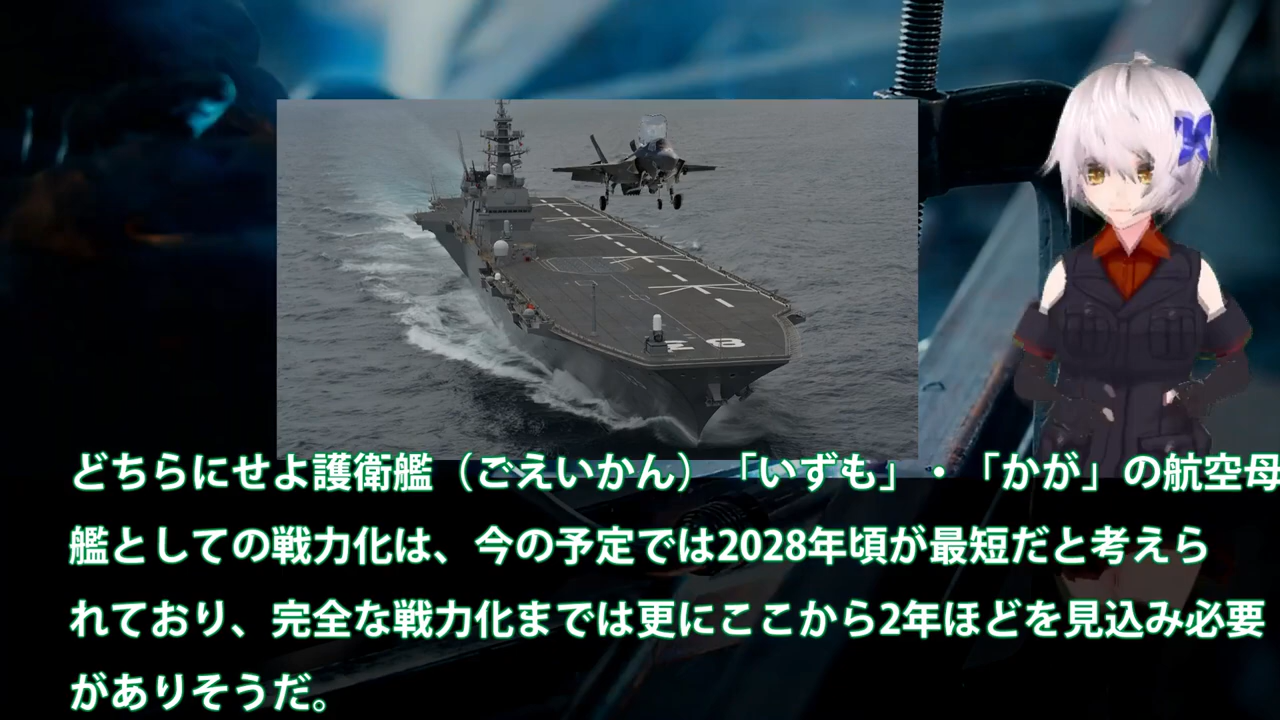 どちらにせよ護衛艦（ごえいかん）「いずも」・「かが」の航空母
艦としての戦力化は、今の予定では2028年頃が最短だと考えら
れており、完全な戦力化までは更にここから2年ほどを見込み必要
がありそうだ。